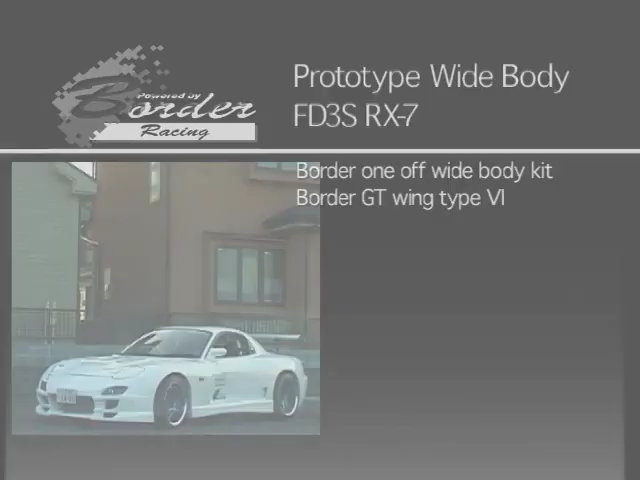 Powered by
Border
Racing
Prototype Wide Body
FD3S RX-7
Border one off wide body kit
Border GT wing type VI